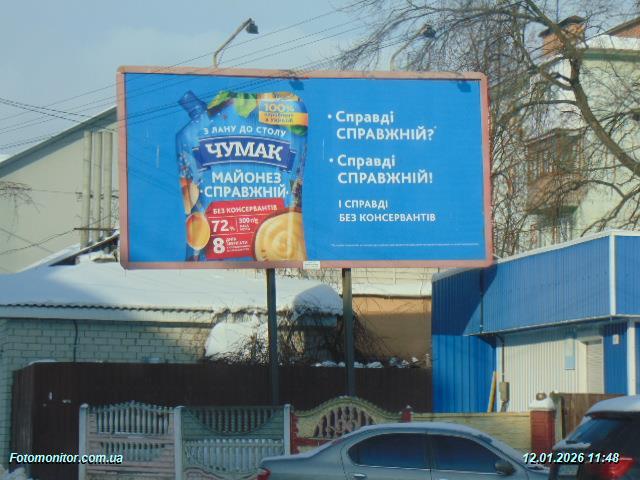 100%
З ЛАНУ ДО СТОЛУ
ЧУМАК
МАЙОНЕЗ
СПРАВЖНІЙ
БЕЗ КОНСЕРВАНТІВ
72%
300 г/g
8
• Справді
СПРАВЖНІЙ?
• Справді
СПРАВЖНІЙ!
І СПРАВДІ
БЕЗ КОНСЕРВАНТІВ
Fotomonitor.com.ua
12.01.2026 11:48